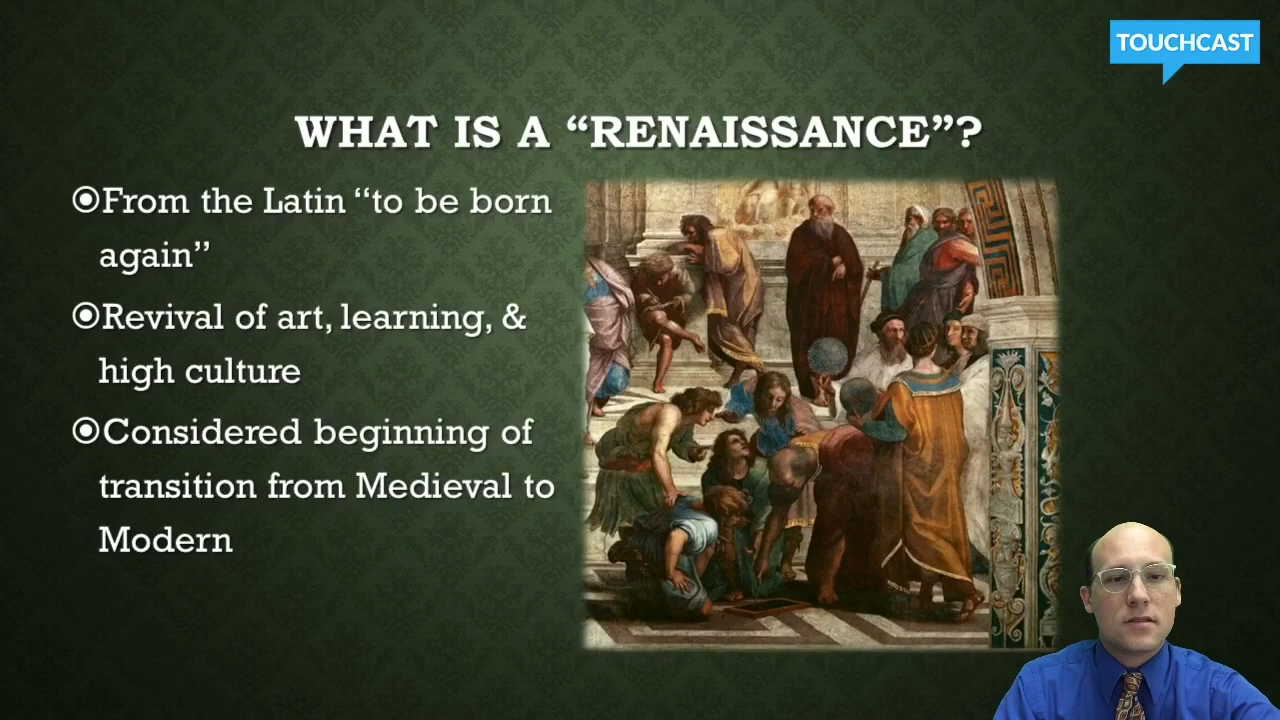 TOUCHCAST
WHAT IS A “RENAISSANCE”?
From the Latin “to be born
again”
Revival of art, learning, &
high culture
Considered beginning of
transition from Medieval to
Modern